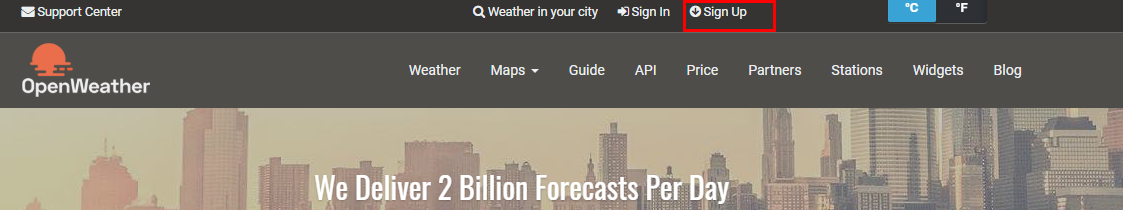 Support Center
Weather in your city
Sign In
Sign Up
°C
°F
OpenWeather
Weather
Maps
Guide
API
Price
Partners
Stations
Widgets
Blog
We Deliver 2 Billion Forecasts Per Day